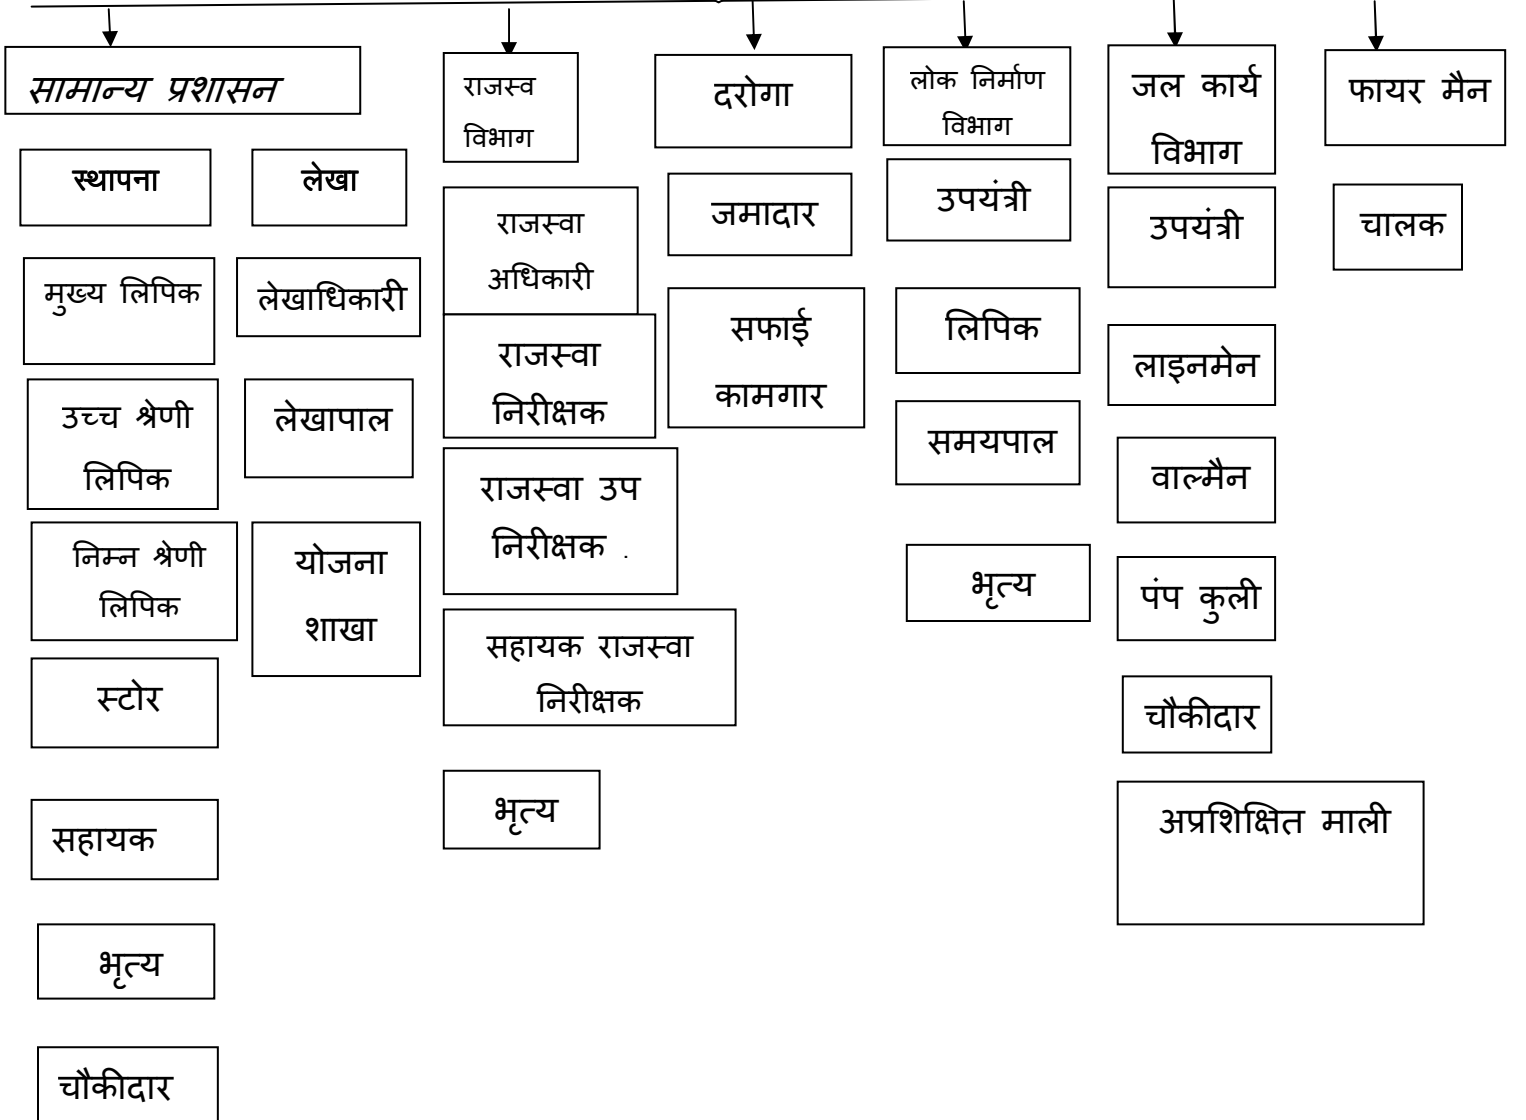 सामान्य प्रशासन
स्थापना
मुख्य लिपिक
उच्च श्रेणी
लिपिक
निम्न श्रेणी
लिपिक
स्टोर
सहायक
भृत्य
चौकीदार
लेखा
लेखाधिकारी
लेखापाल
योजना
शाखा
राजस्व
विभाग
राजस्वा
अधिकारी
राजस्वा
निरीक्षक
राजस्वा उप
निरीक्षक .
सहायक राजस्वा
निरीक्षक
भृत्य
दरोगा
जमादार
सफाई
कामगार
लोक निर्माण
विभाग
उपयंत्री
लिपिक
समयपाल
भृत्य
जल कार्य
विभाग
उपयंत्री
लाइनमेन
वाल्मैन
पंप कुली
चौकीदार
अप्रशिक्षित माली
फायर मैन
चालक